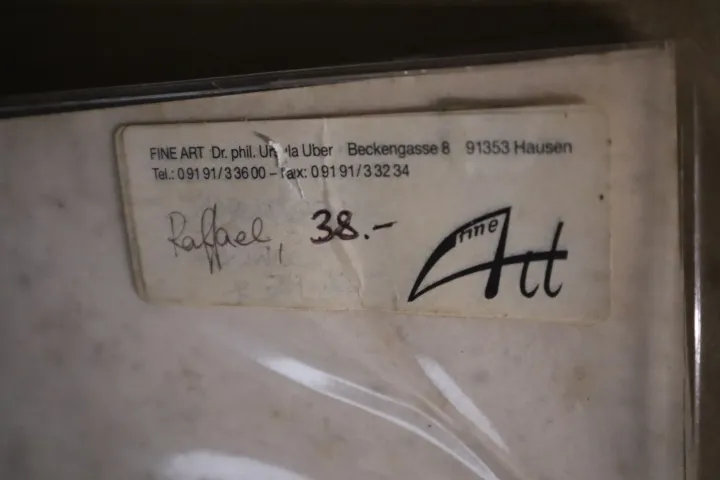 FINE ART Dr. phil. Ursula Uber Beckengasse 8 91353 Hausen
Tel.: 0 91 91/3 36 00 – Fax: 0 91 91/3 32 34
Raffael, 38.–
fine
Art